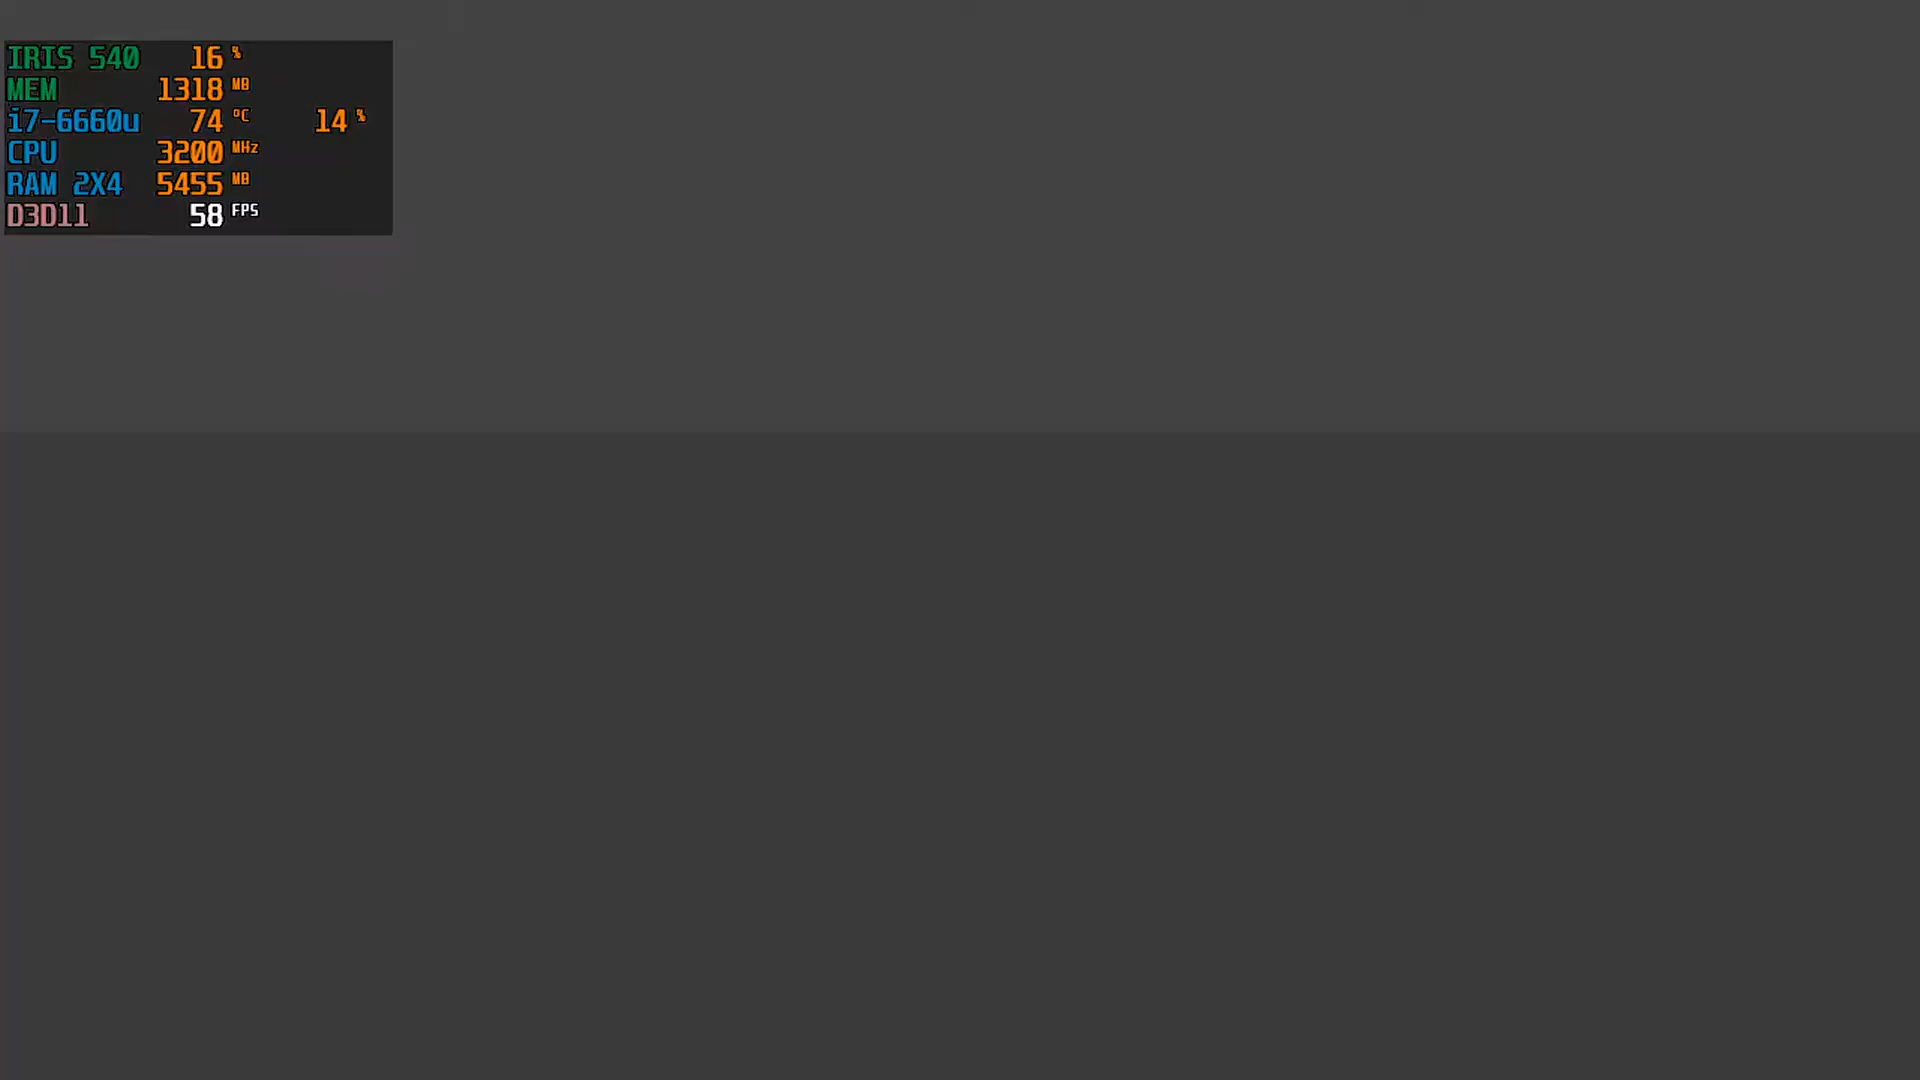 IRIS 540 16 %
MEM 1318 MB
i7-6660u 74 °C 14 %
CPU 3200 MHz
RAM 2X4 5455 MB
D3D11 58 FPS